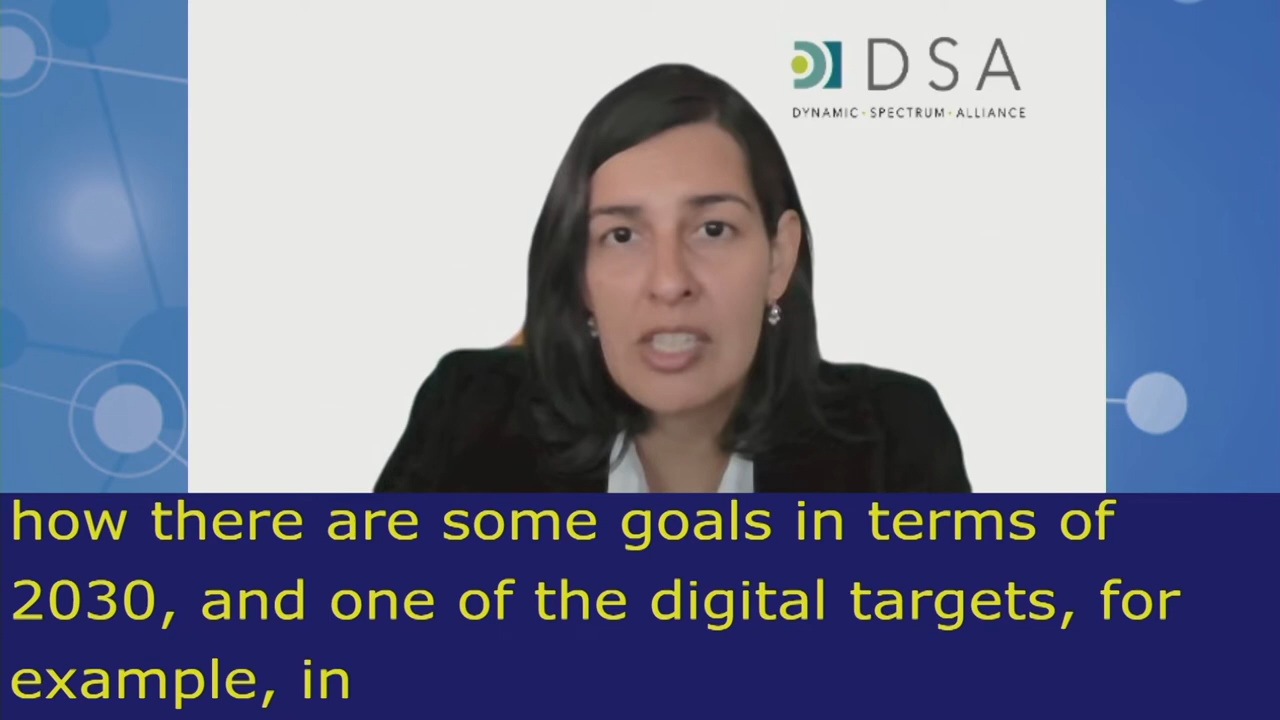 DSA
DYNAMIC · SPECTRUM · ALLIANCE
how there are some goals in terms of
2030, and one of the digital targets, for
example, in